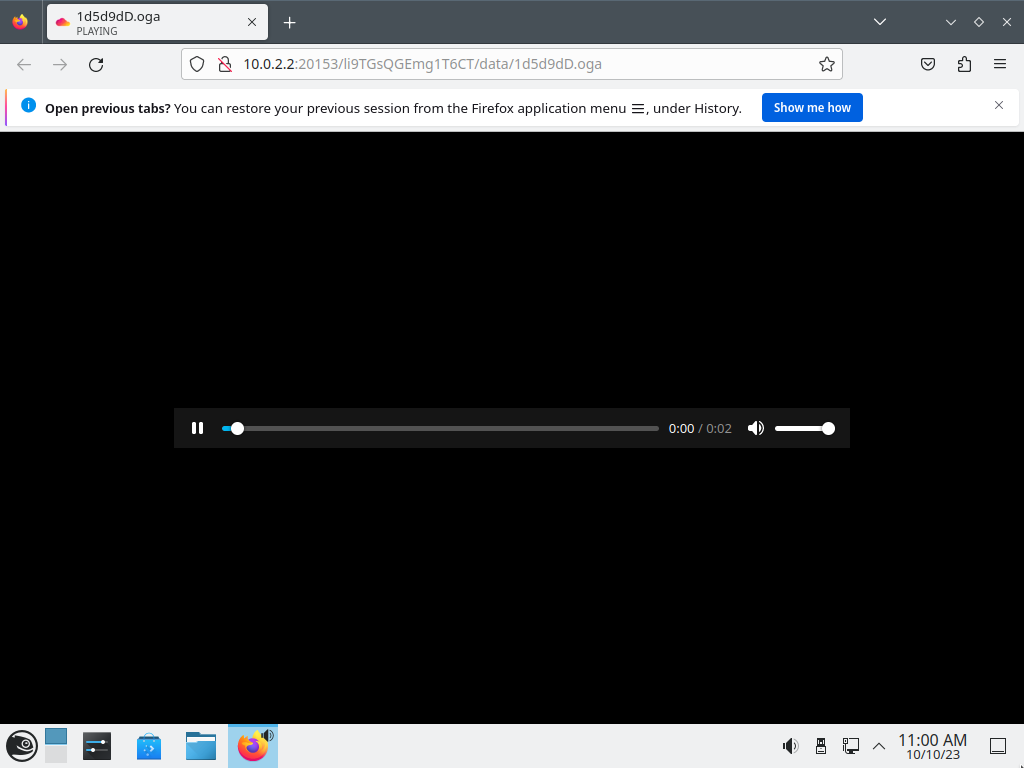 1d5d9dD.oga
PLAYING
10.0.2.2:20153/li9TGsQGEmg1T6CT/data/1d5d9dD.oga
Open previous tabs? You can restore your previous session from the Firefox application menu ☰, under History.
Show me how
0:00 / 0:02
11:00 AM
10/10/23